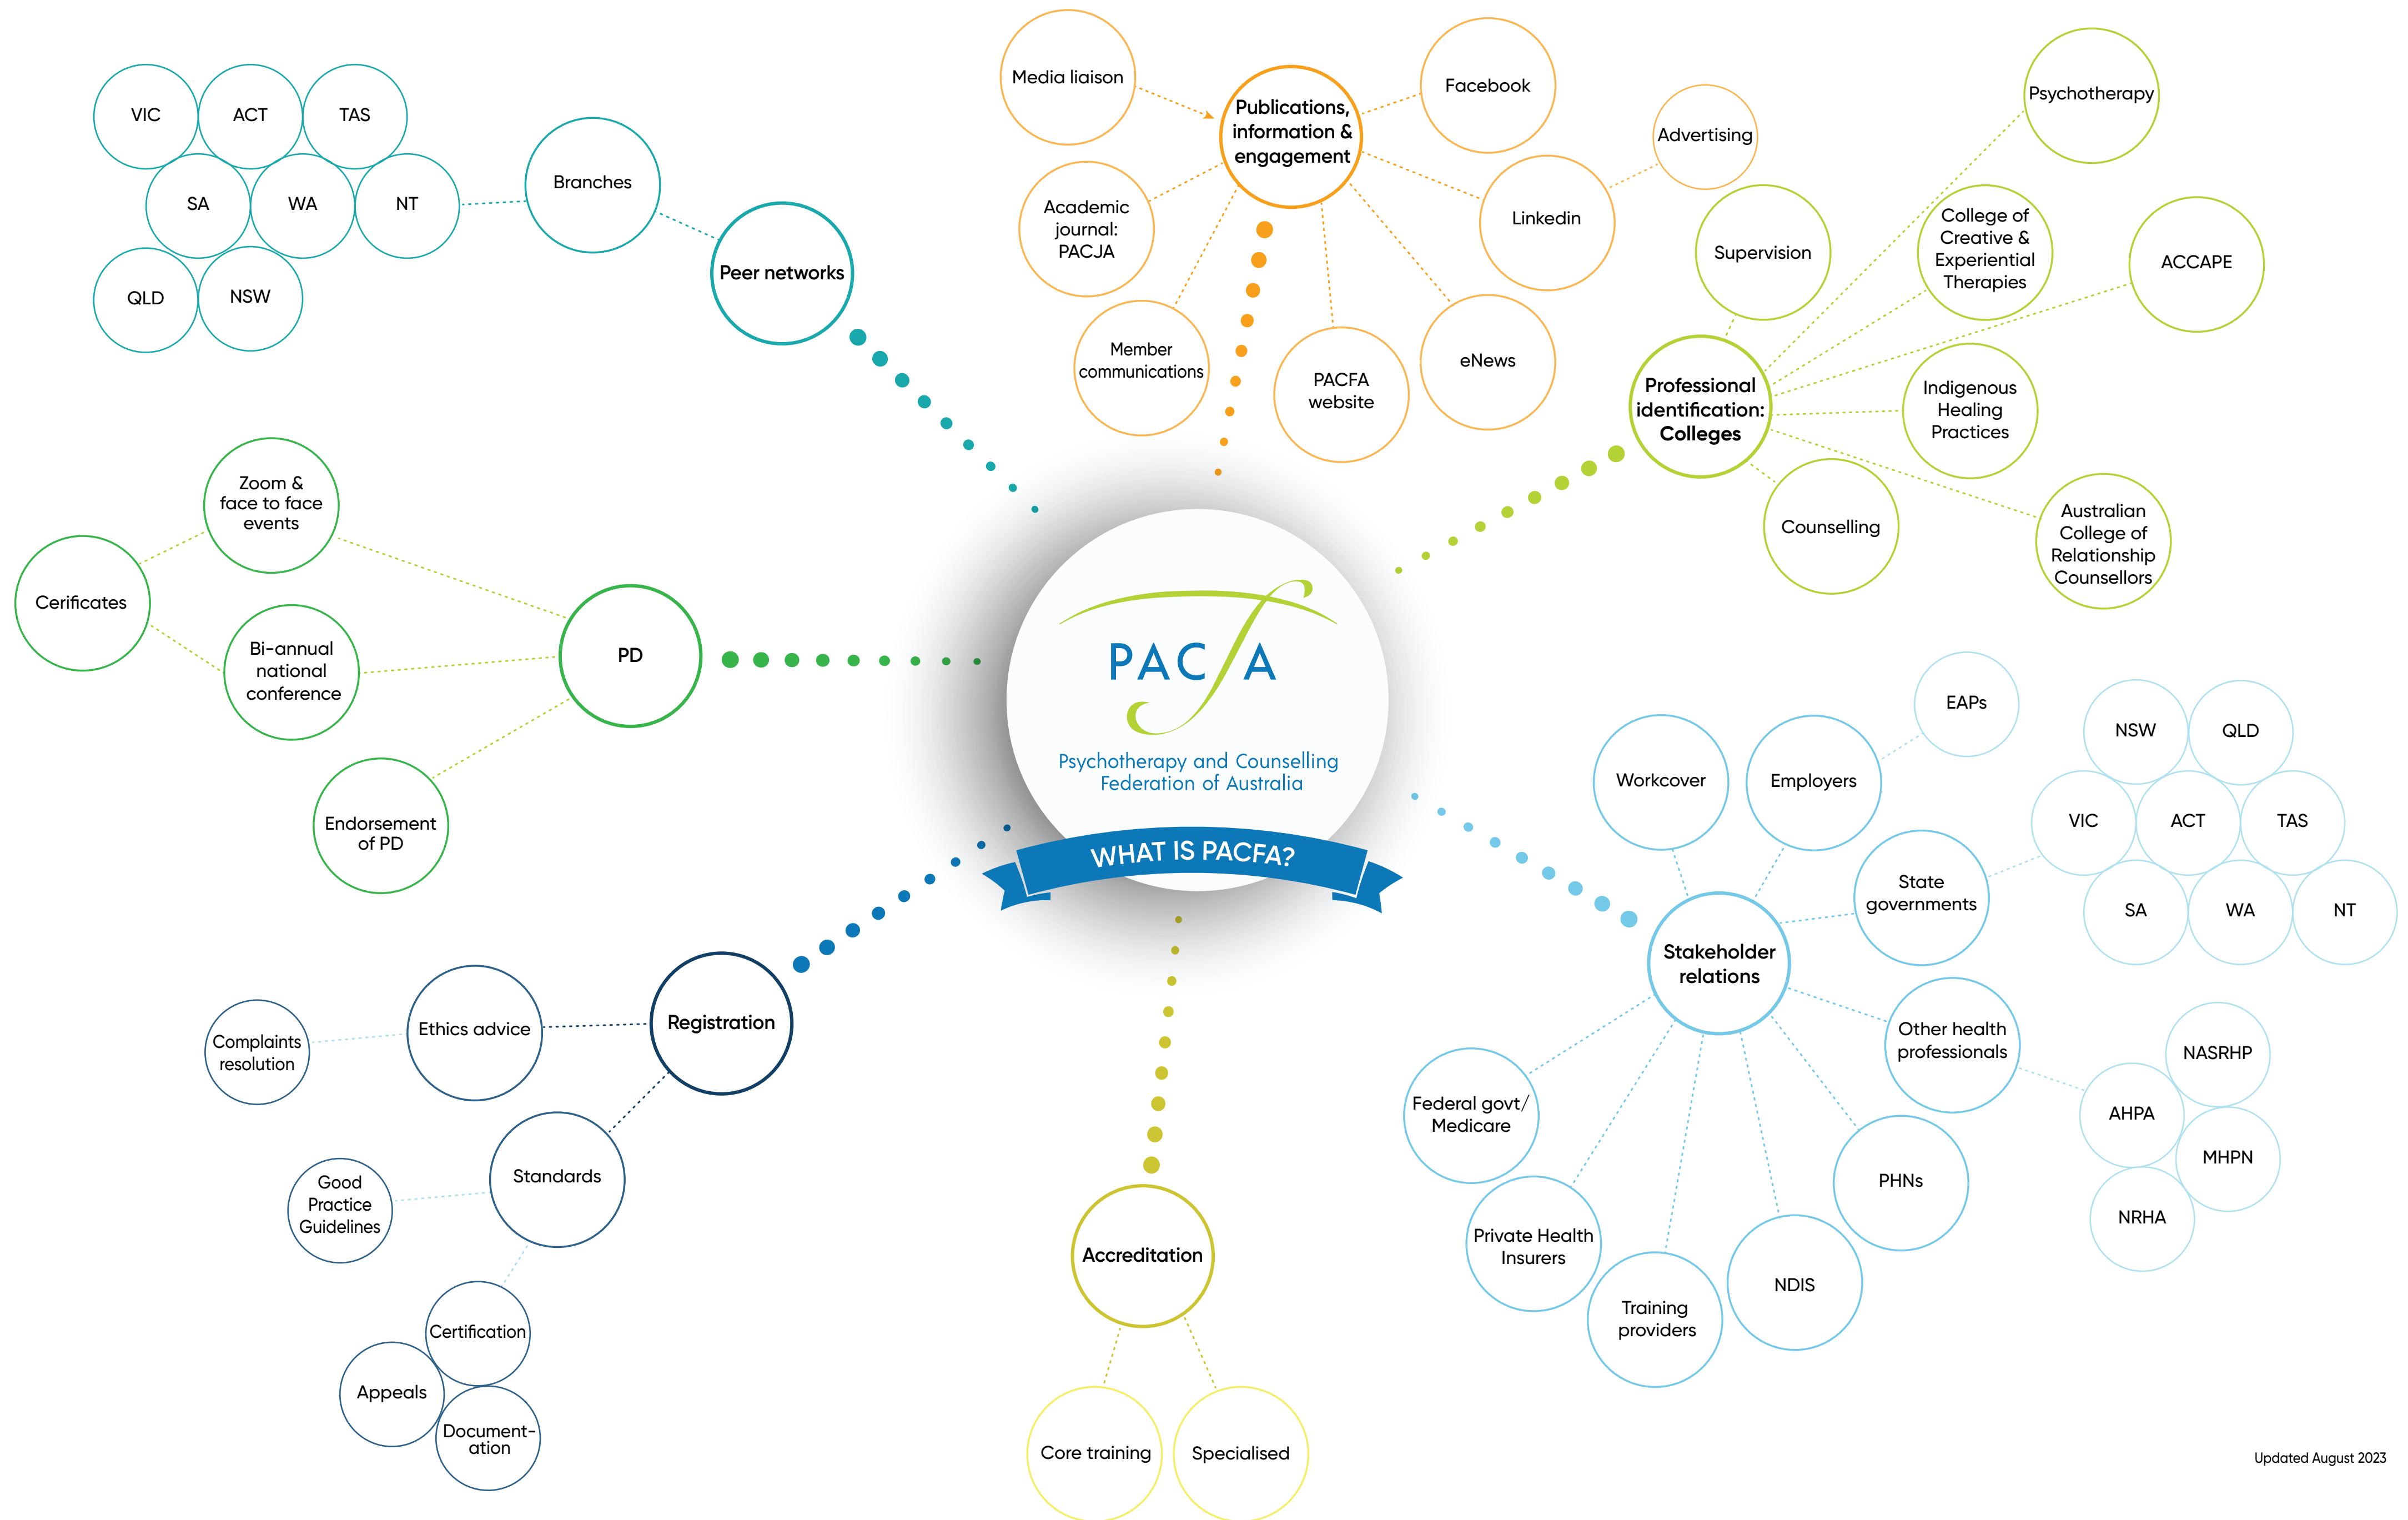 VIC
ACT
TAS
SA
WA
NT
QLD
NSW
Branches
Peer networks
Media liaison
Publications,
information &
engagement
Facebook
Advertising
Linkedin
Academic
journal:
PACJA
Member
communications
PACFA
website
eNews
Psychotherapy
Supervision
College of
Creative &
Experiential
Therapies
ACCAPE
Professional
identification:
Colleges
Indigenous
Healing
Practices
Counselling
Australian
College of
Relationship
Counsellors
Zoom &
face to face
events
Cerificates
Bi-annual
national
conference
PD
Endorsement
of PD
PACFA
Psychotherapy and Counselling
Federation of Australia
WHAT IS PACFA?
Workcover
Employers
EAPs
NSW
QLD
VIC
ACT
TAS
SA
WA
NT
State
governments
Stakeholder
relations
Other health
professionals
NASRHP
AHPA
MHPN
NRHA
Federal govt/
Medicare
Private Health
Insurers
Training
providers
NDIS
PHNs
Registration
Ethics advice
Complaints
resolution
Standards
Good
Practice
Guidelines
Certification
Appeals
Document-
ation
Accreditation
Core training
Specialised
Updated August 2023